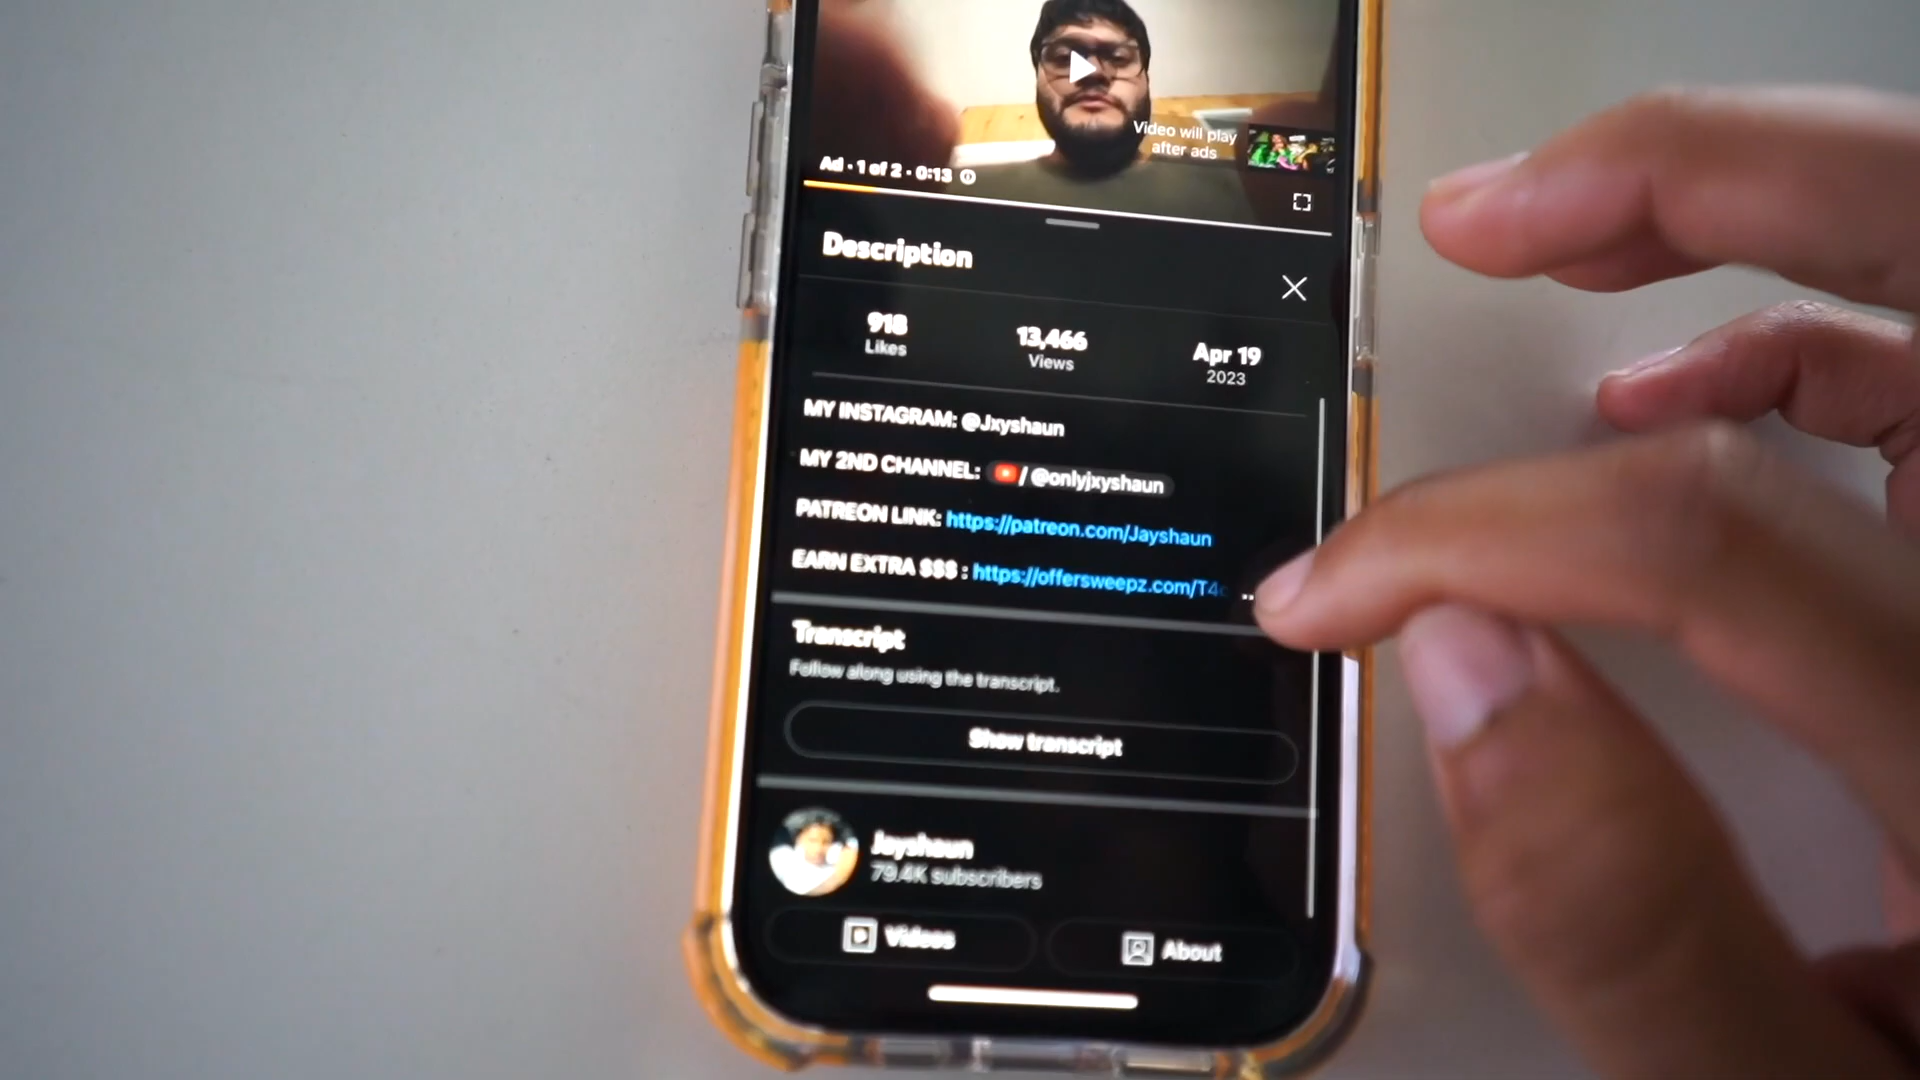 Video will play
after ads
Ad · 1 of 2 · 0:13
Description
918
Likes
13,466
Views
Apr 19
2023
MY INSTAGRAM: @Jxyshaun
MY 2ND CHANNEL: / @onlyjxyshaun
PATREON LINK: https://patreon.com/Jayshaun
EARN EXTRA $$$ : https://offersweepz.com/T4c ..
Transcript
Follow along using the transcript.
Show transcript
Jayshaun
79.4K subscribers
Videos
About